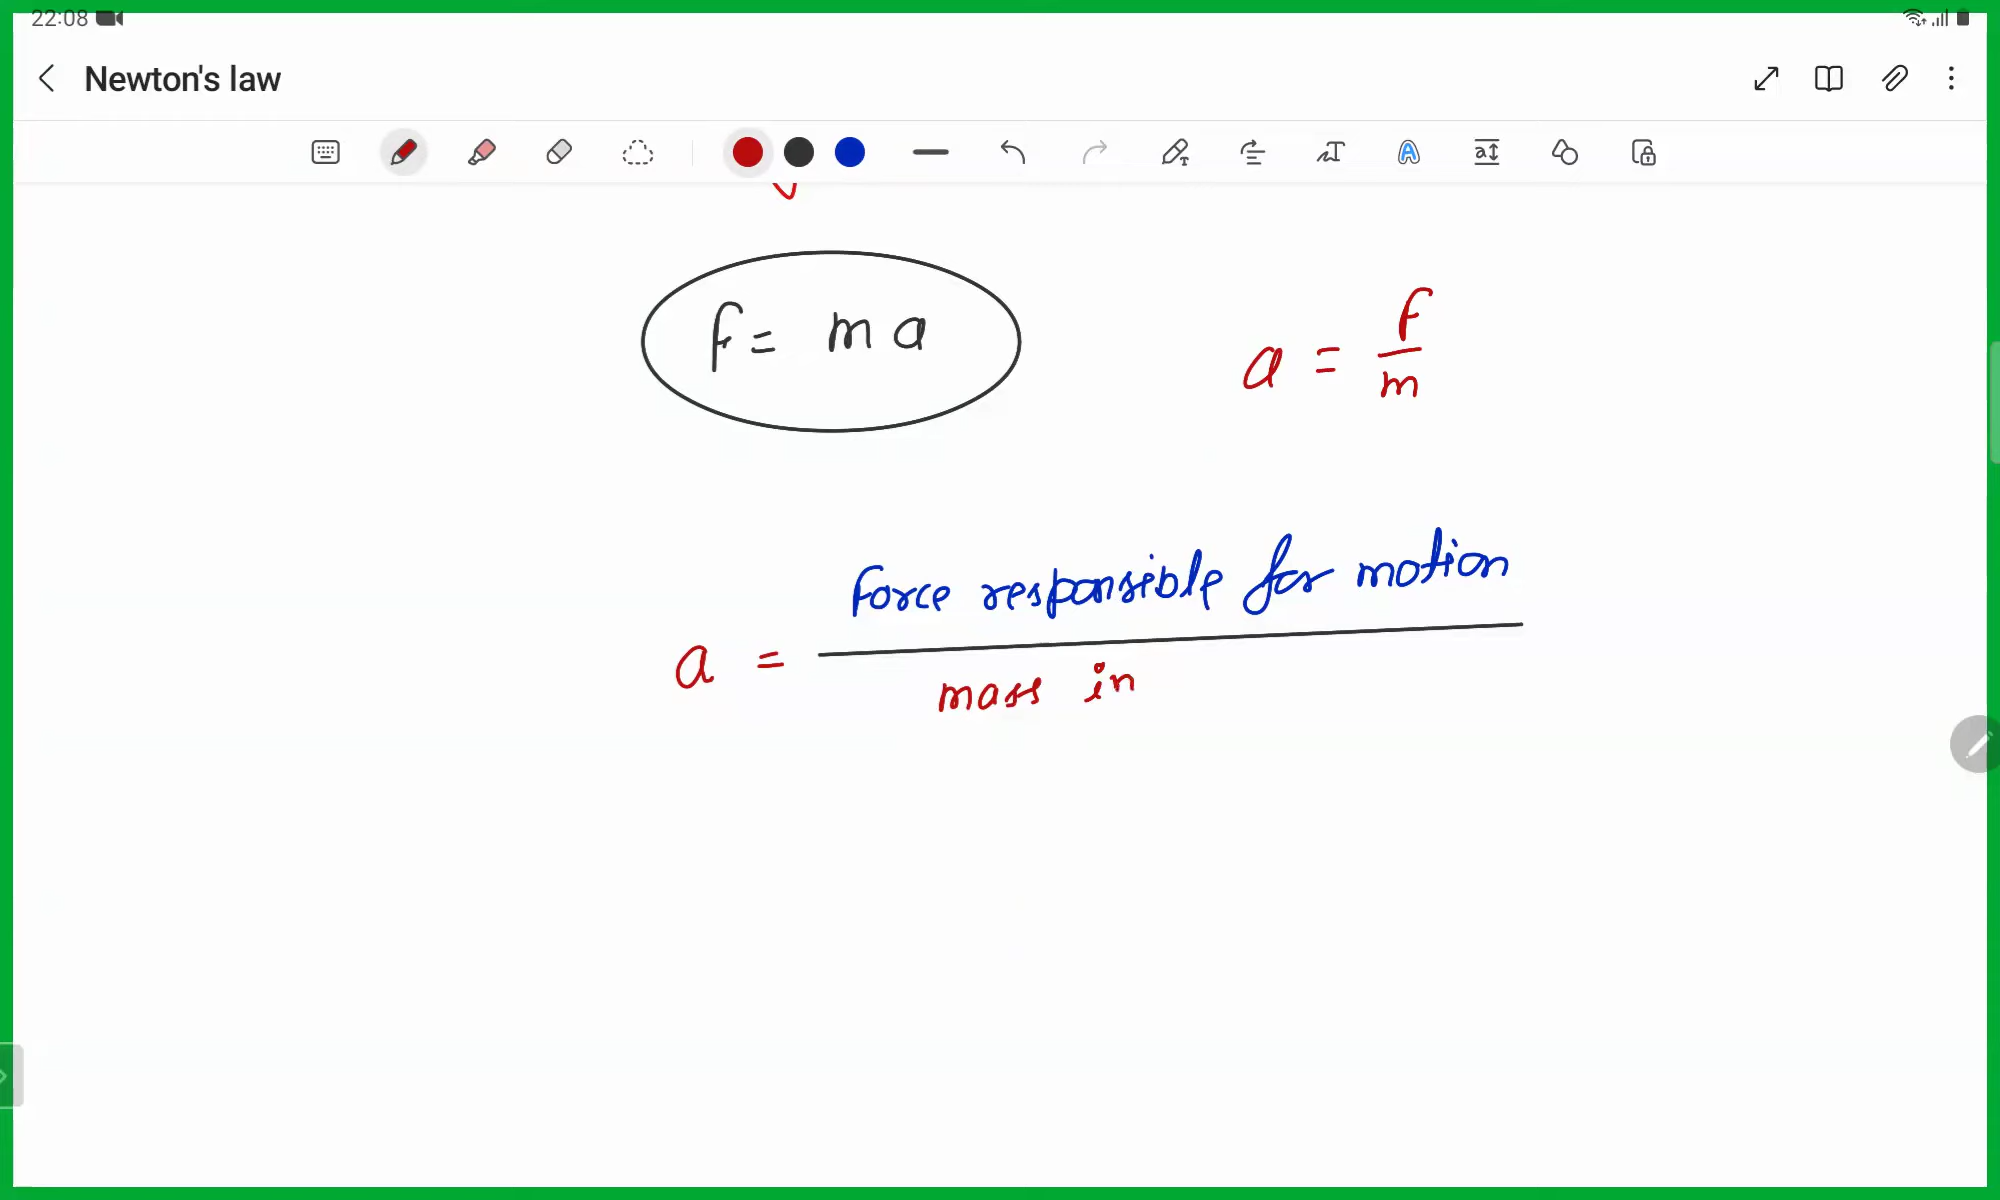 22:08
Newton's law
f = ma
a = f/m
a = Force responsible for motion
mass in